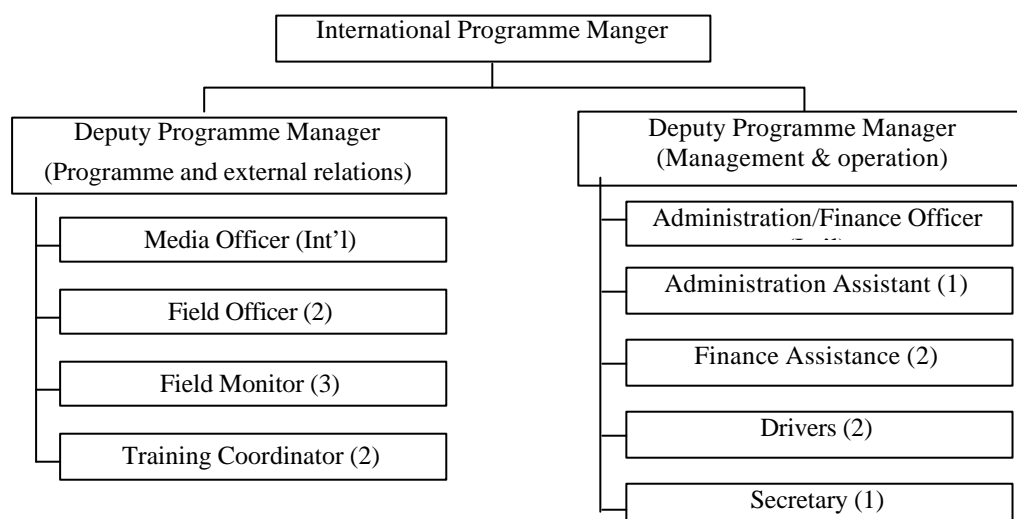 International Programme Manger
Deputy Programme Manager
(Programme and external relations)
Media Officer (Int’l)
Field Officer (2)
Field Monitor (3)
Training Coordinator (2)
Deputy Programme Manager
(Management & operation)
Administration/Finance Officer
Administration Assistant (1)
Finance Assistance (2)
Drivers (2)
Secretary (1)